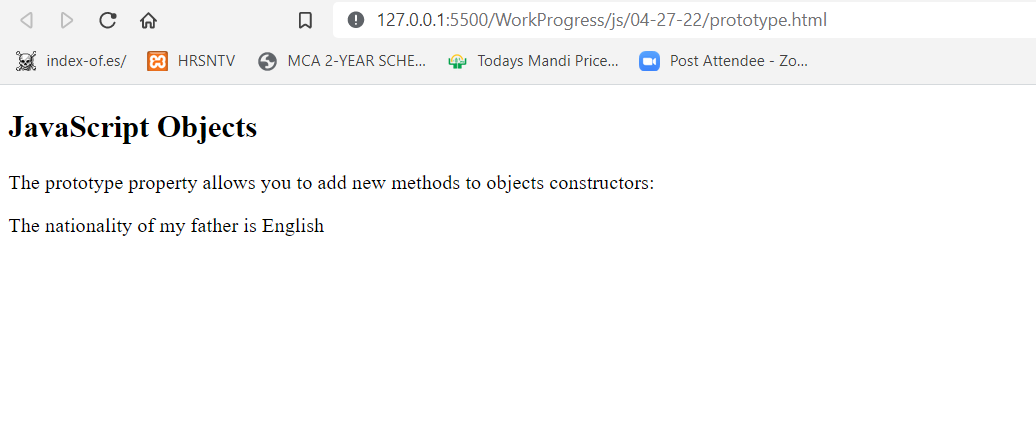 127.0.0.1:5500/WorkProgress/js/04-27-22/prototype.html
index-of.es/ HRSNTV MCA 2-YEAR SCHE... Todays Mandi Price... Post Attendee - Zo...
JavaScript Objects
The prototype property allows you to add new methods to objects constructors:
The nationality of my father is English